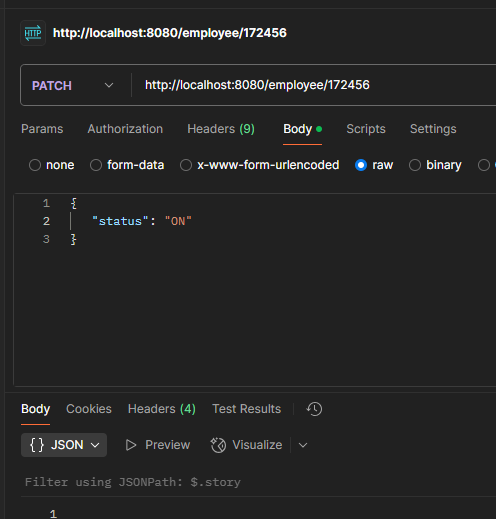 HTTP http://localhost:8080/employee/172456
PATCH http://localhost:8080/employee/172456
Params Authorization Headers (9) Body Scripts Settings
none form-data x-www-form-urlencoded raw binary
1 {
2 "status": "ON"
3 }
Body Cookies Headers (4) Test Results
{} JSON Preview Visualize
Filter using JSONPath: $.story
1